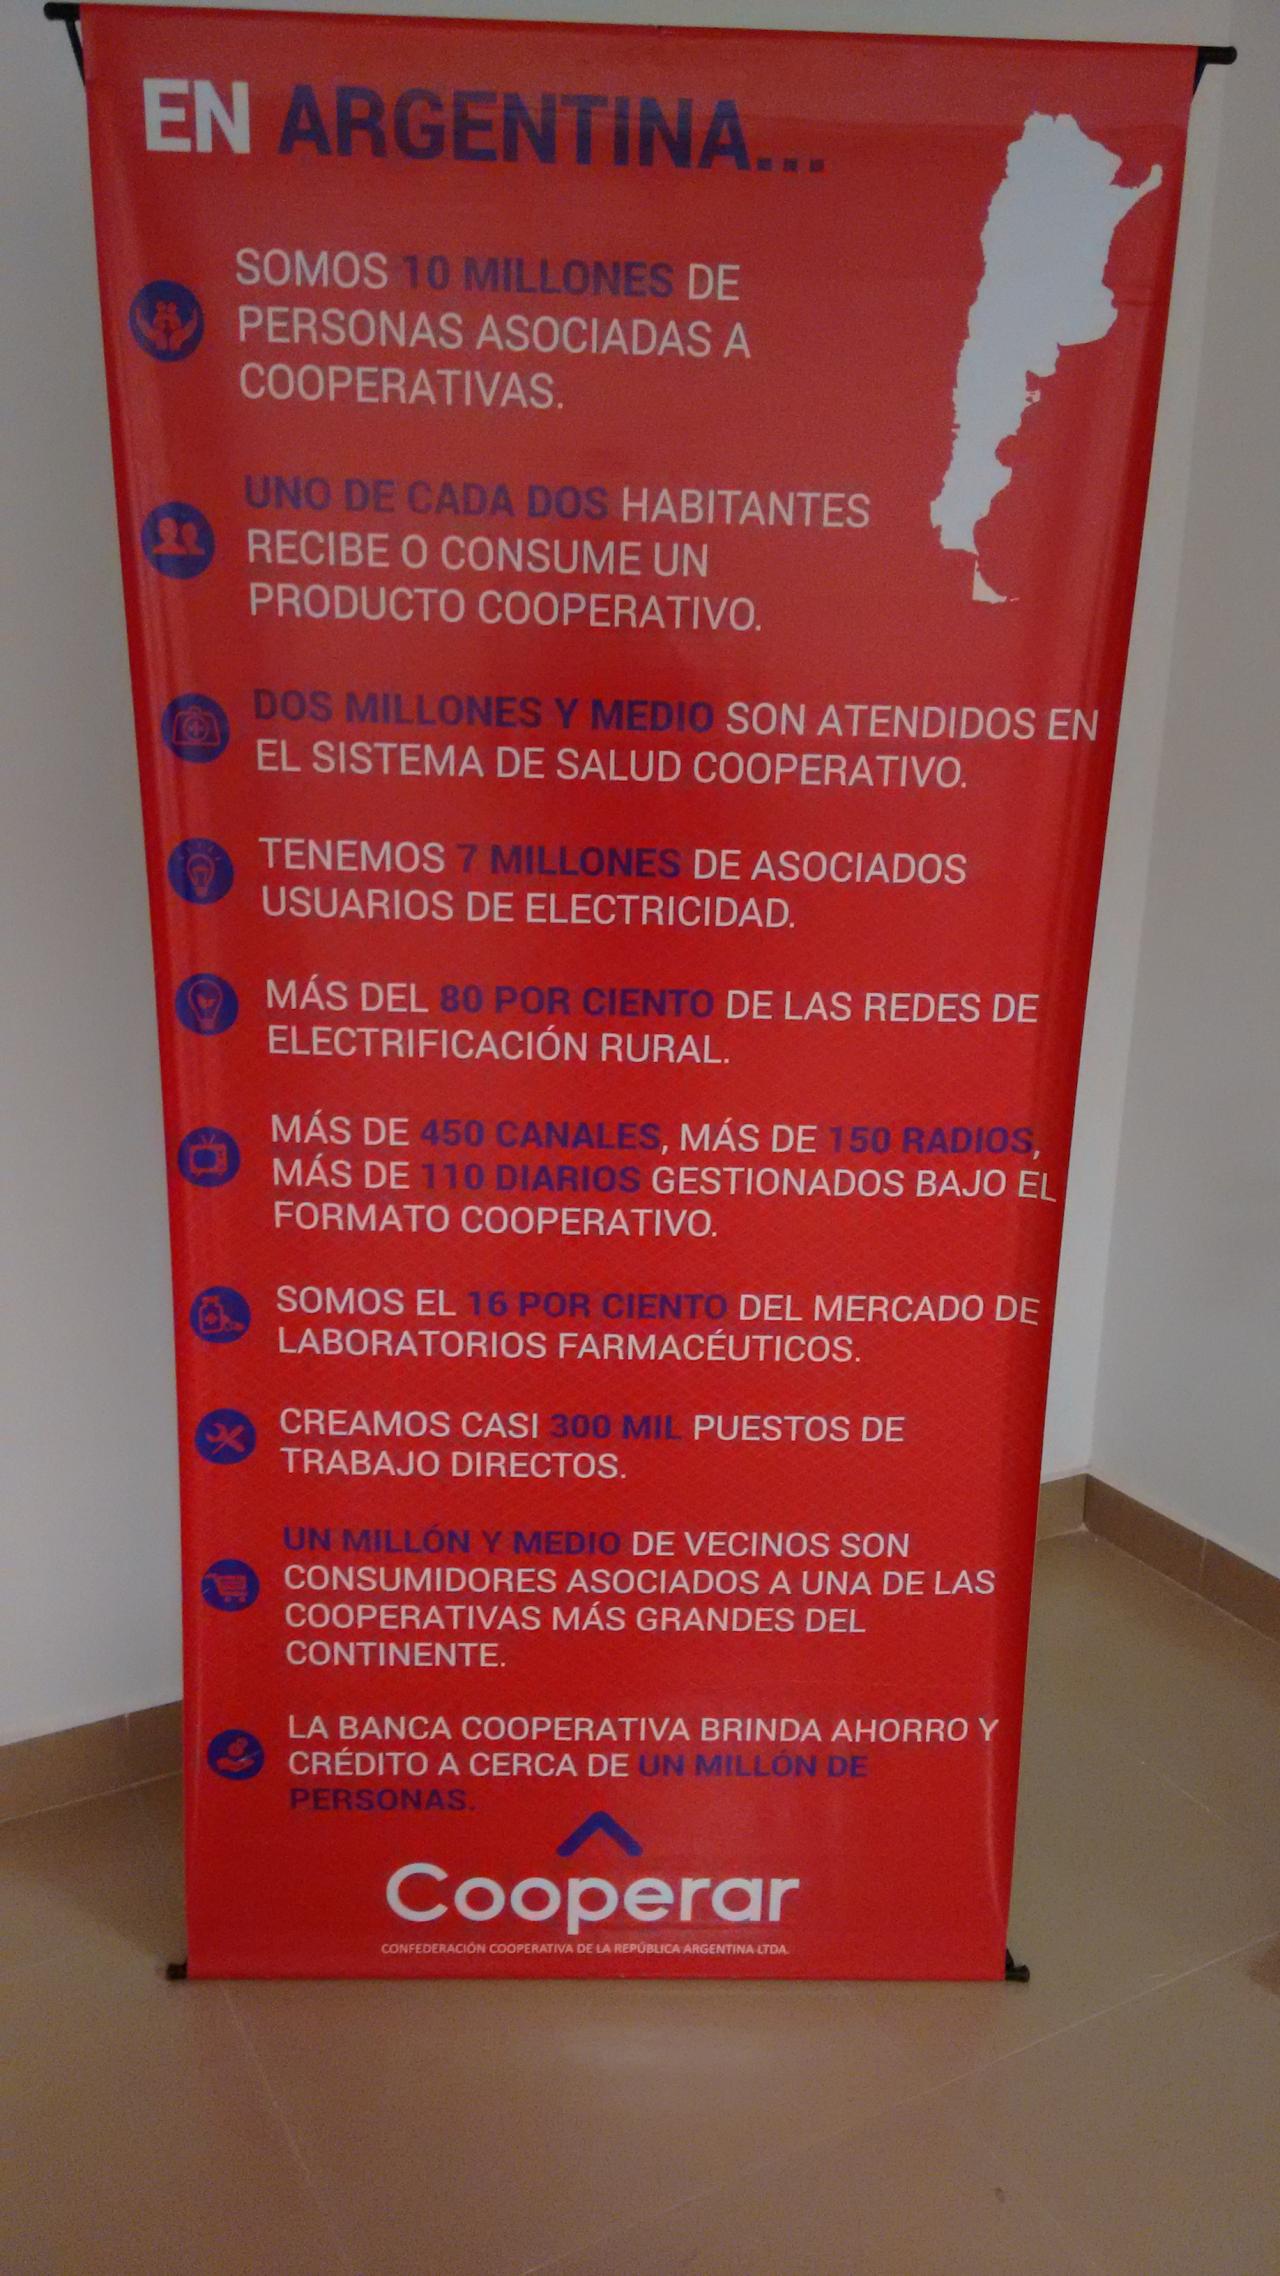 EN ARGENTINA...
SOMOS 10 MILLONES DE
PERSONAS ASOCIADAS A
COOPERATIVAS.
UNO DE CADA DOS HABITANTES
RECIBE O CONSUME UN
PRODUCTO COOPERATIVO.
DOS MILLONES Y MEDIO SON ATENDIDOS EN
EL SISTEMA DE SALUD COOPERATIVO.
TENEMOS 7 MILLONES DE ASOCIADOS
USUARIOS DE ELECTRICIDAD.
MÁS DEL 80 POR CIENTO DE LAS REDES DE
ELECTRIFICACIÓN RURAL.
MÁS DE 450 CANALES, MÁS DE 150 RADIOS,
MÁS DE 110 DIARIOS GESTIONADOS BAJO EL
FORMATO COOPERATIVO.
SOMOS EL 16 POR CIENTO DEL MERCADO DE
LABORATORIOS FARMACÉUTICOS.
CREAMOS CASI 300 MIL PUESTOS DE
TRABAJO DIRECTOS.
UN MILLÓN Y MEDIO DE VECINOS SON
CONSUMIDORES ASOCIADOS A UNA DE LAS
COOPERATIVAS MÁS GRANDES DEL
CONTINENTE.
LA BANCA COOPERATIVA BRINDA AHORRO Y
CRÉDITO A CERCA DE UN MILLÓN DE
PERSONAS.
Cooperar
CONFEDERACIÓN COOPERATIVA DE LA REPÚBLICA ARGENTINA LTDA.